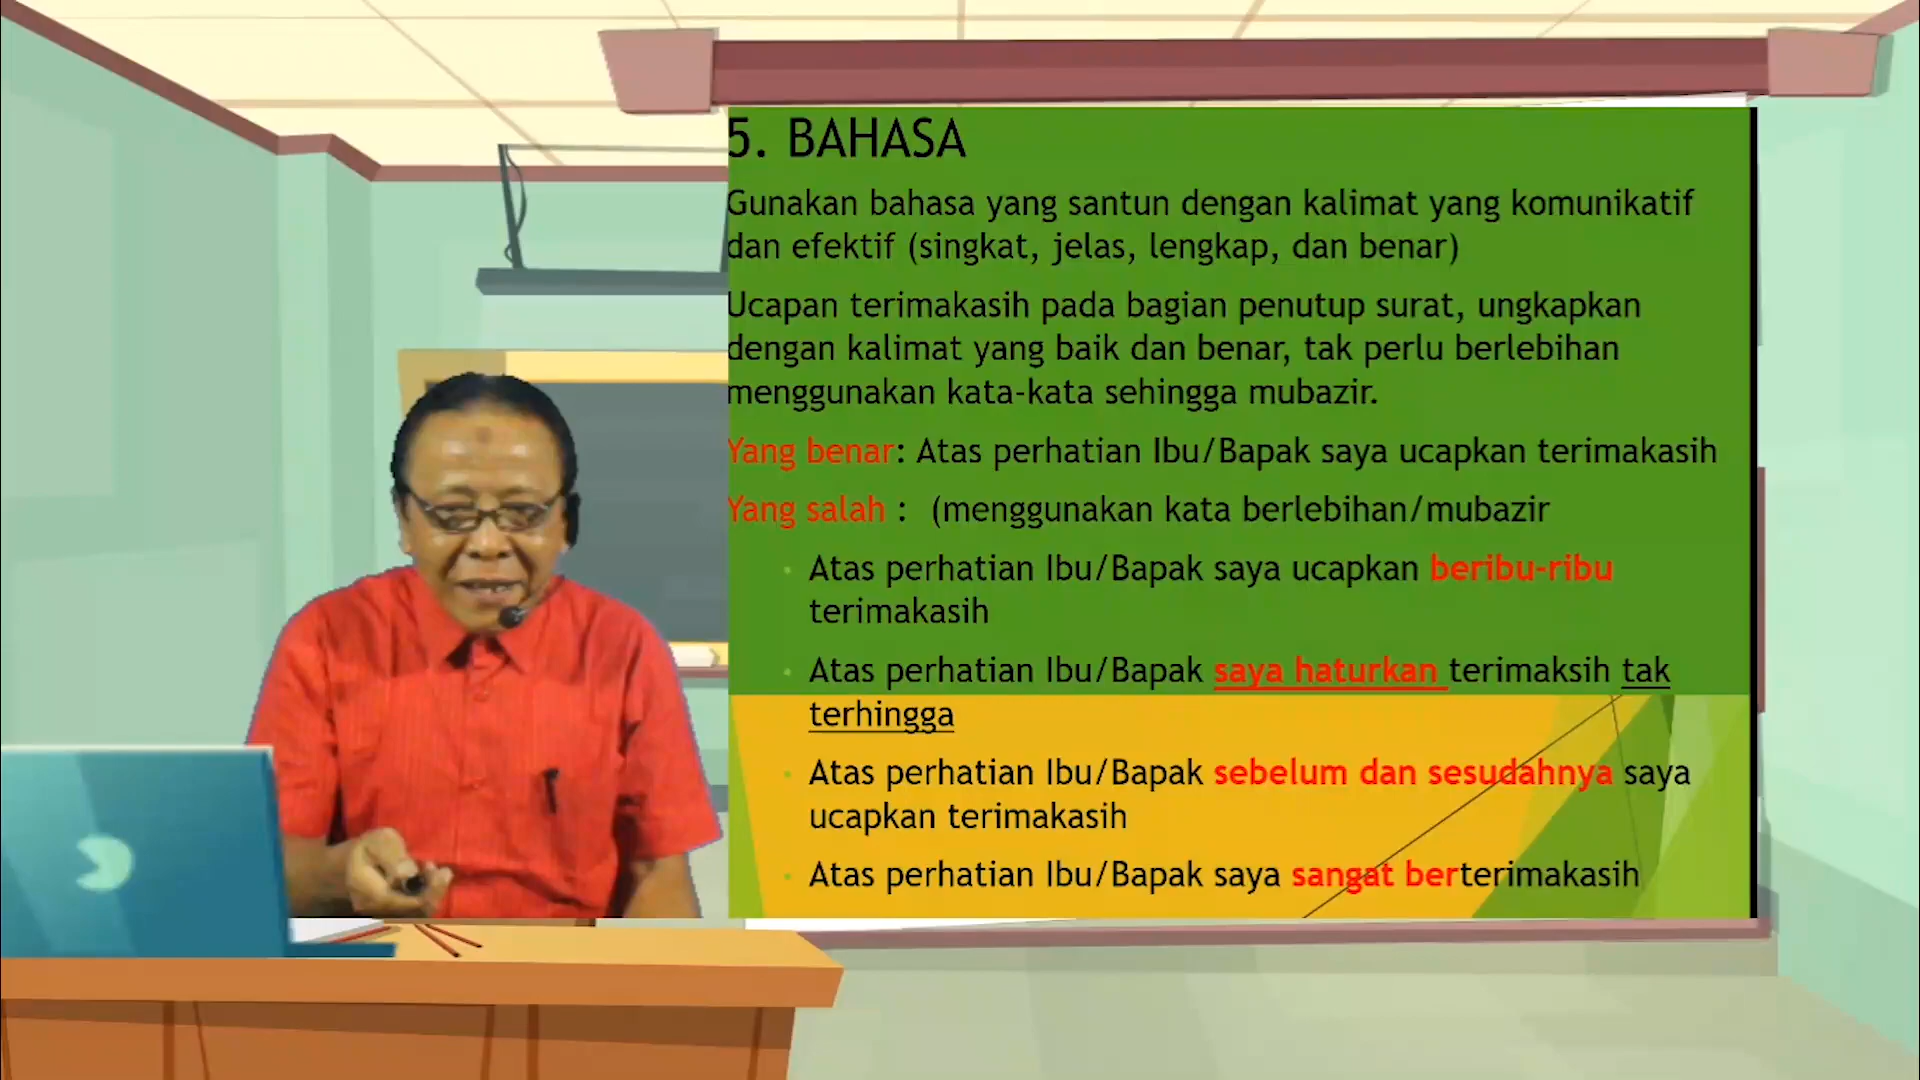 5. BAHASA
Gunakan bahasa yang santun dengan kalimat yang komunikatif
dan efektif (singkat, jelas, lengkap, dan benar)
Ucapan terimakasih pada bagian penutup surat, ungkapkan
dengan kalimat yang baik dan benar, tak perlu berlebihan
menggunakan kata-kata sehingga mubazir.
Yang benar: Atas perhatian Ibu/Bapak saya ucapkan terimakasih
Yang salah : (menggunakan kata berlebihan/mubazir
Atas perhatian Ibu/Bapak saya ucapkan beribu-ribu
terimakasih
Atas perhatian Ibu/Bapak saya haturkan terimaksih tak
terhingga
Atas perhatian Ibu/Bapak sebelum dan sesudahnya saya
ucapkan terimakasih
Atas perhatian Ibu/Bapak saya sangat berterimakasih